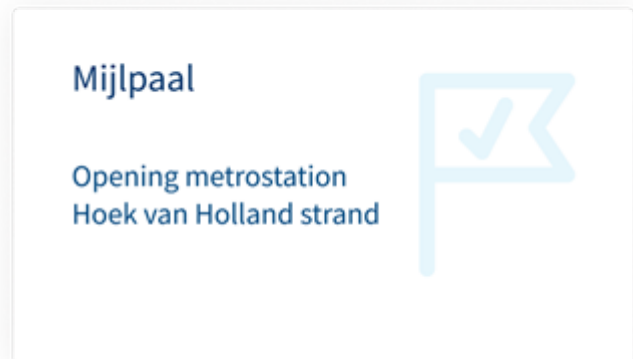 Mijlpaal
Opening metrostation
Hoek van Holland strand